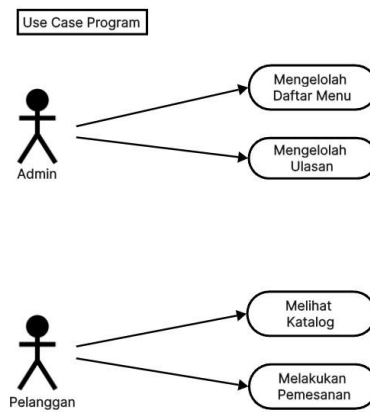 Use Case Program
Mengelolah
Daftar Menu
Mengelolah
Ulasan
Admin
Melihat
Katalog
Melakukan
Pemesanan
Pelanggan